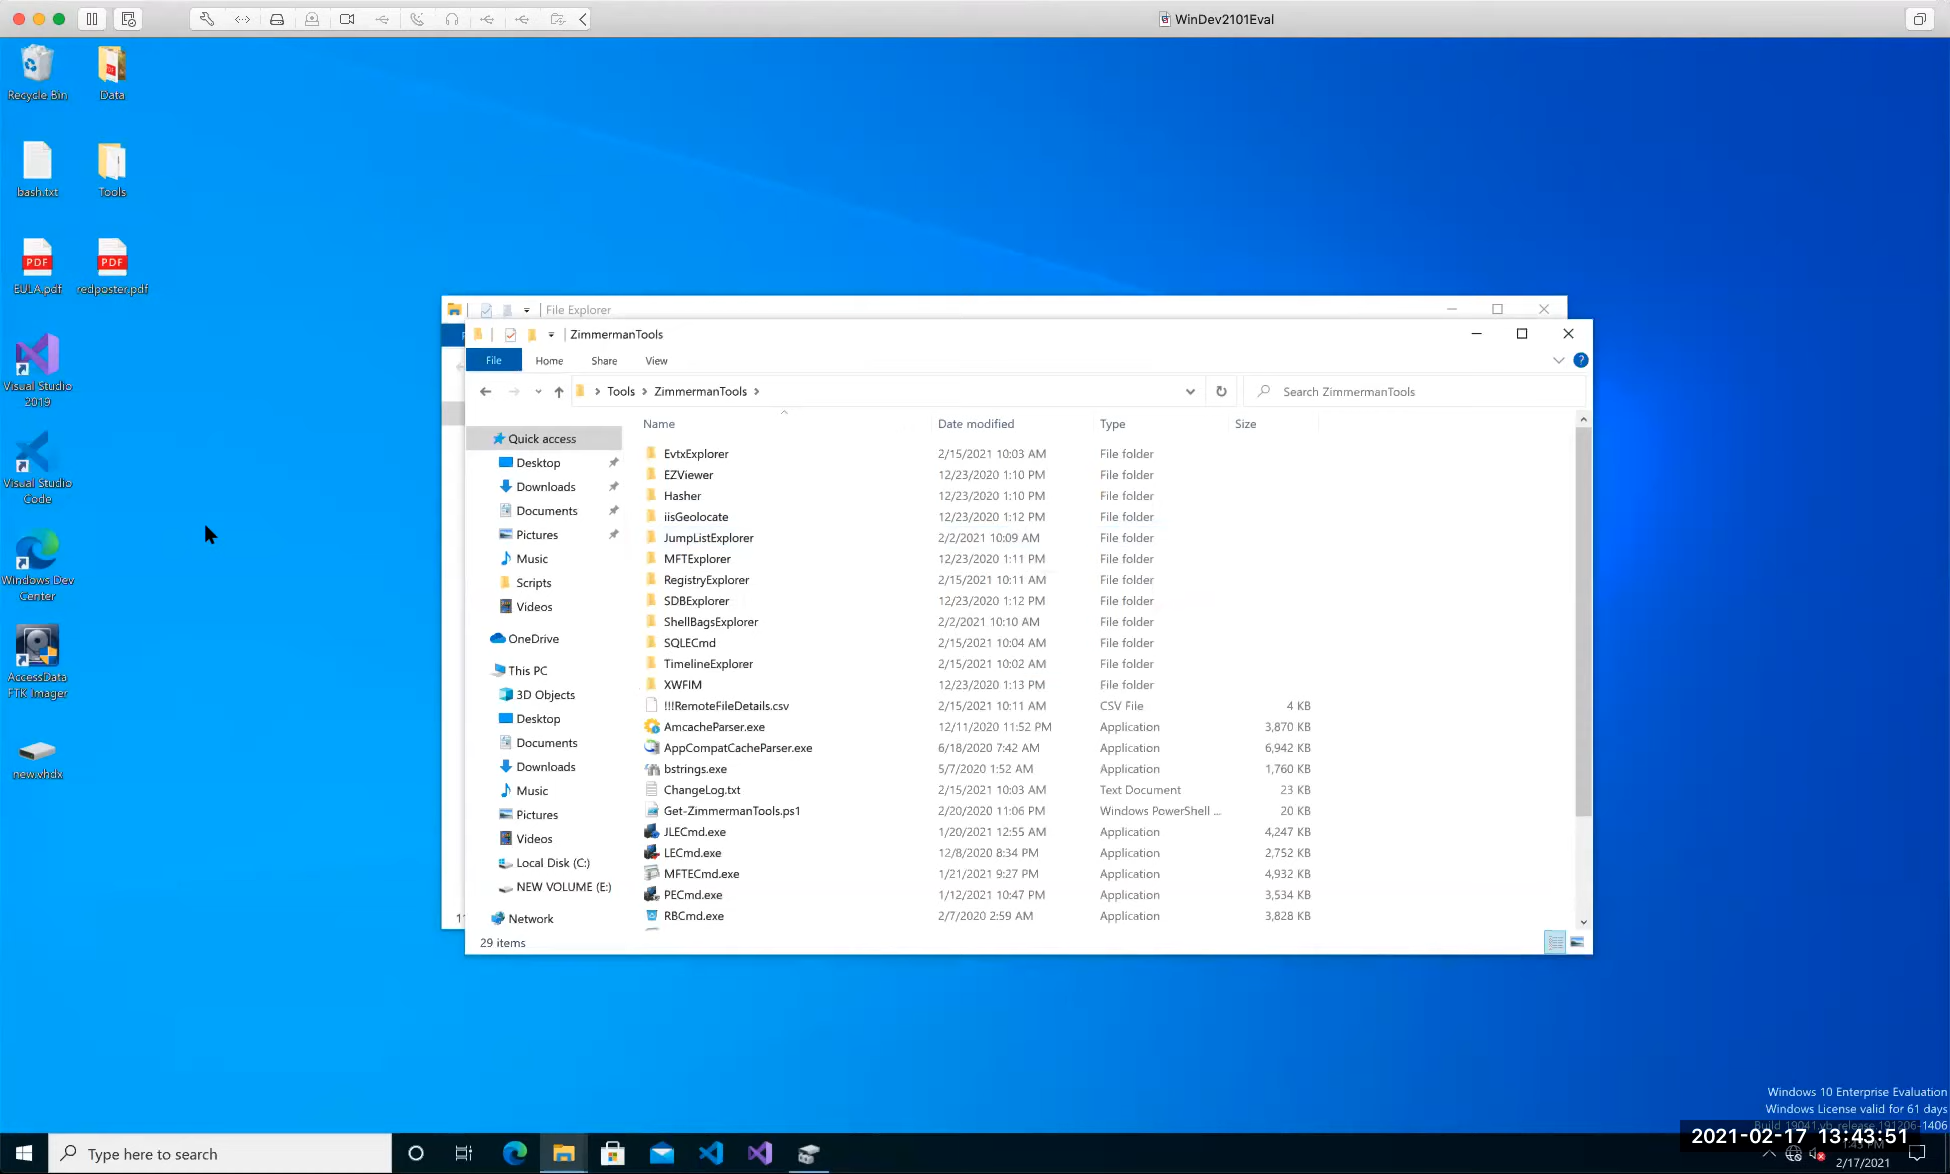 WinDev2101Eval
Recycle Bin
Data
bash.txt
Tools
EULA.pdf
redposter.pdf
Visual Studio
2019
Visual Studio
Code
Windows Dev
Center
AccessData
FTK Imager
new.vhdx
File Explorer
ZimmermanTools
File Home Share View
Tools ZimmermanTools
Search ZimmermanTools
Name Date modified Type Size
Quick access
Desktop
Downloads
Documents
Pictures
Music
Scripts
Videos
OneDrive
This PC
3D Objects
Desktop
Documents
Downloads
Music
Pictures
Videos
Local Disk (C:)
NEW VOLUME (E:)
Network
EvtxExplorer 2/15/2021 10:03 AM File folder
EZViewer 12/23/2020 1:10 PM File folder
Hasher 12/23/2020 1:10 PM File folder
iisGeolocate 12/23/2020 1:12 PM File folder
JumpListExplorer 2/2/2021 10:09 AM File folder
MFTExplorer 12/23/2020 1:11 PM File folder
RegistryExplorer 2/15/2021 10:11 AM File folder
SDBExplorer 12/23/2020 1:12 PM File folder
ShellBagsExplorer 2/2/2021 10:10 AM File folder
SQLECmd 2/15/2021 10:04 AM File folder
TimelineExplorer 2/15/2021 10:02 AM File folder
XWFIM 12/23/2020 1:13 PM File folder
!!!RemoteFileDetails.csv 2/15/2021 10:11 AM CSV File 4 KB
AmcacheParser.exe 12/11/2020 11:52 PM Application 3,870 KB
AppCompatCacheParser.exe 6/18/2020 7:42 AM Application 6,942 KB
bstrings.exe 5/7/2020 1:52 AM Application 1,760 KB
ChangeLog.txt 2/15/2021 10:03 AM Text Document 23 KB
Get-ZimmermanTools.ps1 2/20/2020 11:06 PM Windows PowerShell ... 20 KB
JLECmd.exe 1/20/2021 12:55 AM Application 4,247 KB
LECmd.exe 12/8/2020 8:34 PM Application 2,752 KB
MFTECmd.exe 1/21/2021 9:27 PM Application 4,932 KB
PECmd.exe 1/12/2021 10:47 PM Application 3,534 KB
RBCmd.exe 2/7/2020 2:59 AM Application 3,828 KB
29 items
Windows 10 Enterprise Evaluation
Windows License valid for 61 days
Build 19041.vb_release.191206-1406
2021-02-17 13:43:51
Type here to search
2/17/2021